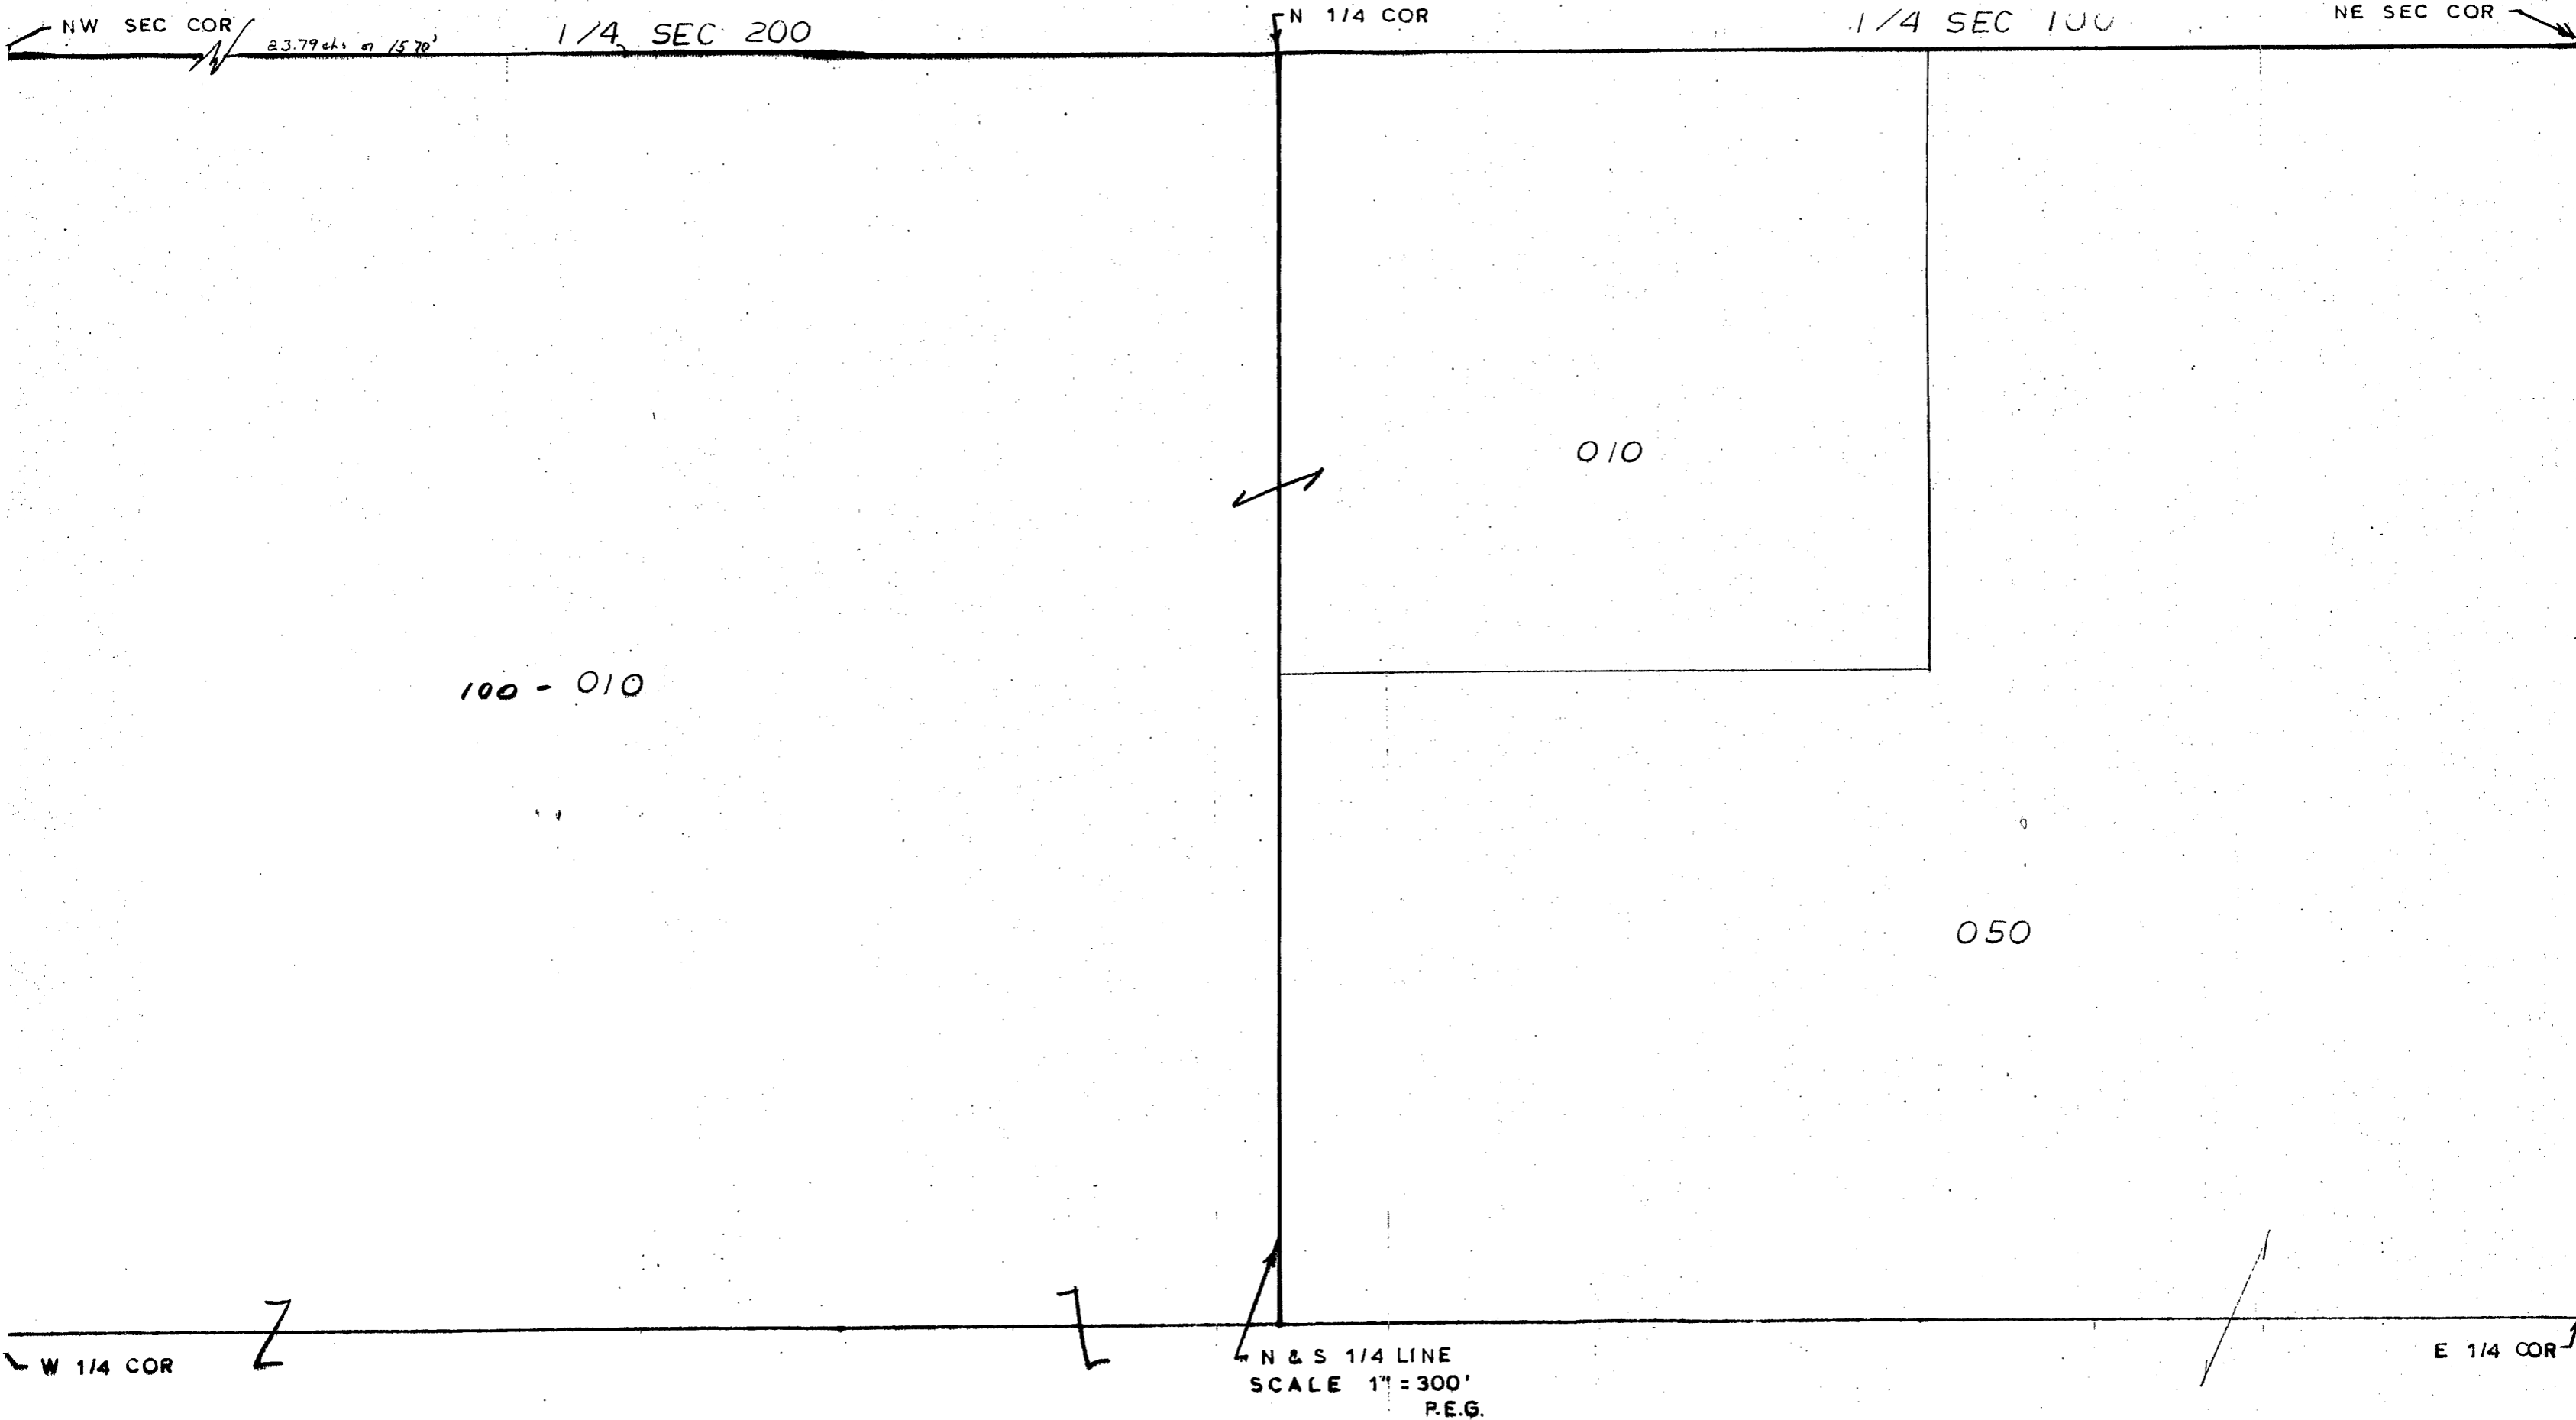 NW SEC COR
23.79 chs or 1570'
1/4 SEC 200
N 1/4 COR
1/4 SEC 100
NE SEC COR
010
100 - 010
050
W 1/4 COR
N & S 1/4 LINE
SCALE 1" = 300'
P.E.G.
E 1/4 COR